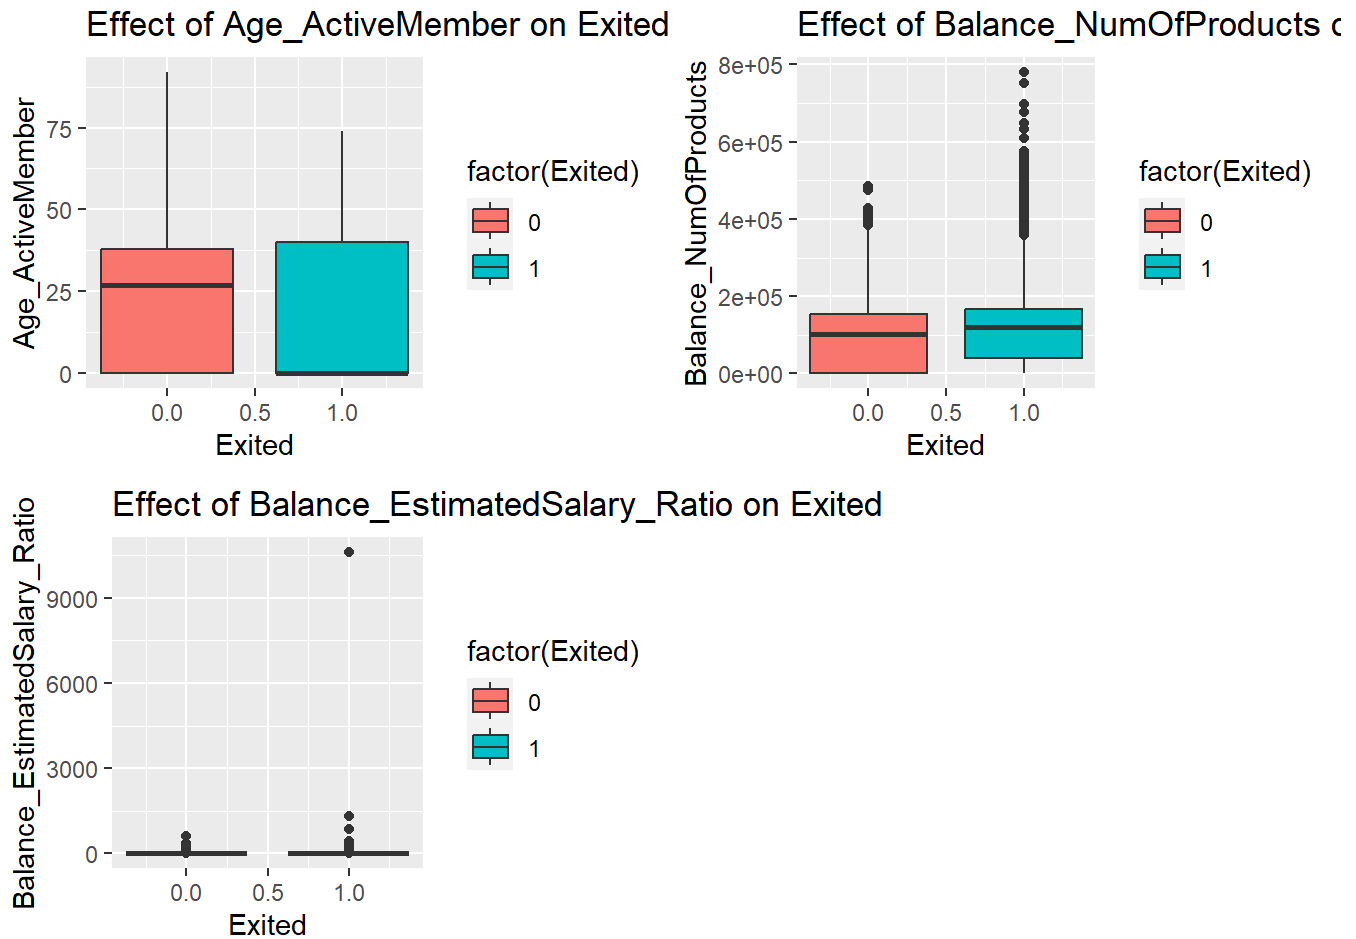 Effect of Age_ActiveMember on Exited
Age_ActiveMember
75
50
25
0
0.0 0.5 1.0
Exited
factor(Exited)
0
1
Effect of Balance_NumOfProducts
Balance_NumOfProducts
8e+05
6e+05
4e+05
2e+05
0e+00
0.0 0.5 1.0
Exited
factor(Exited)
0
1
Effect of Balance_EstimatedSalary_Ratio on Exited
Balance_EstimatedSalary_Ratio
9000
6000
3000
0
0.0 0.5 1.0
Exited
factor(Exited)
0
1